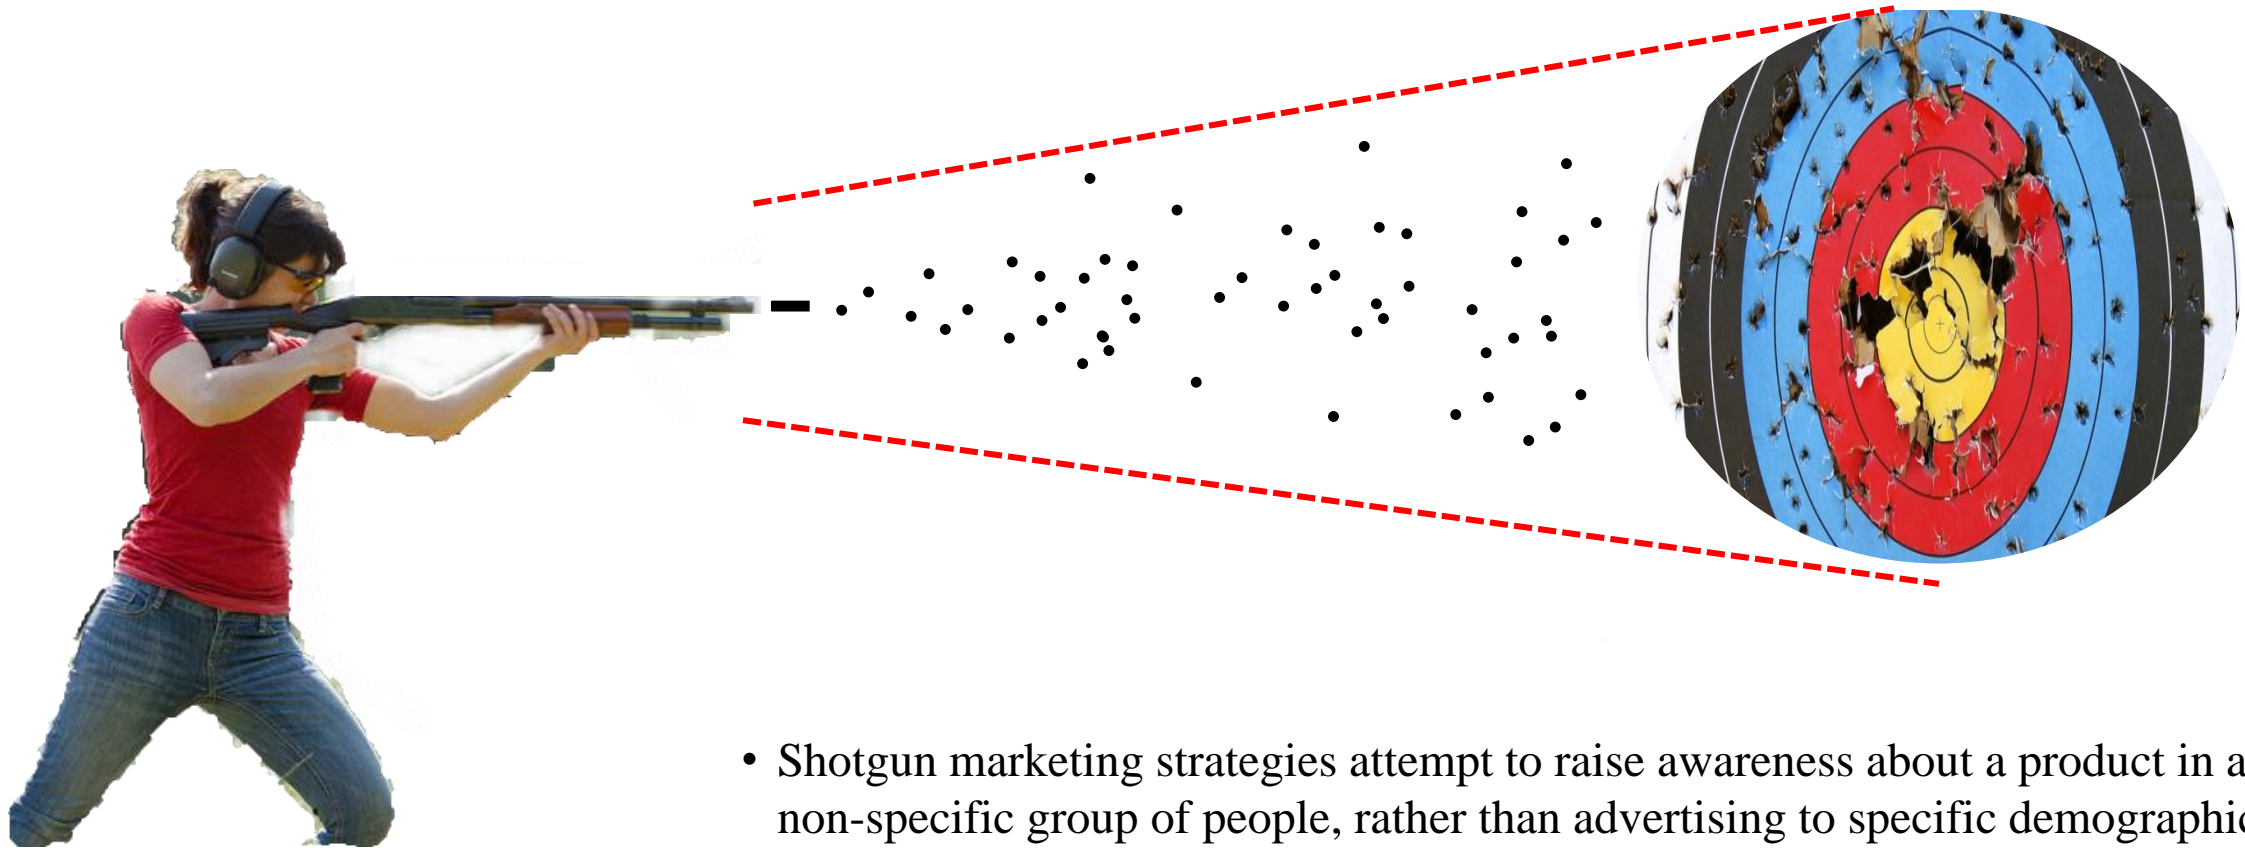 • Shotgun marketing strategies attempt to raise awareness about a product in a
non-specific group of people, rather than advertising to specific demographic